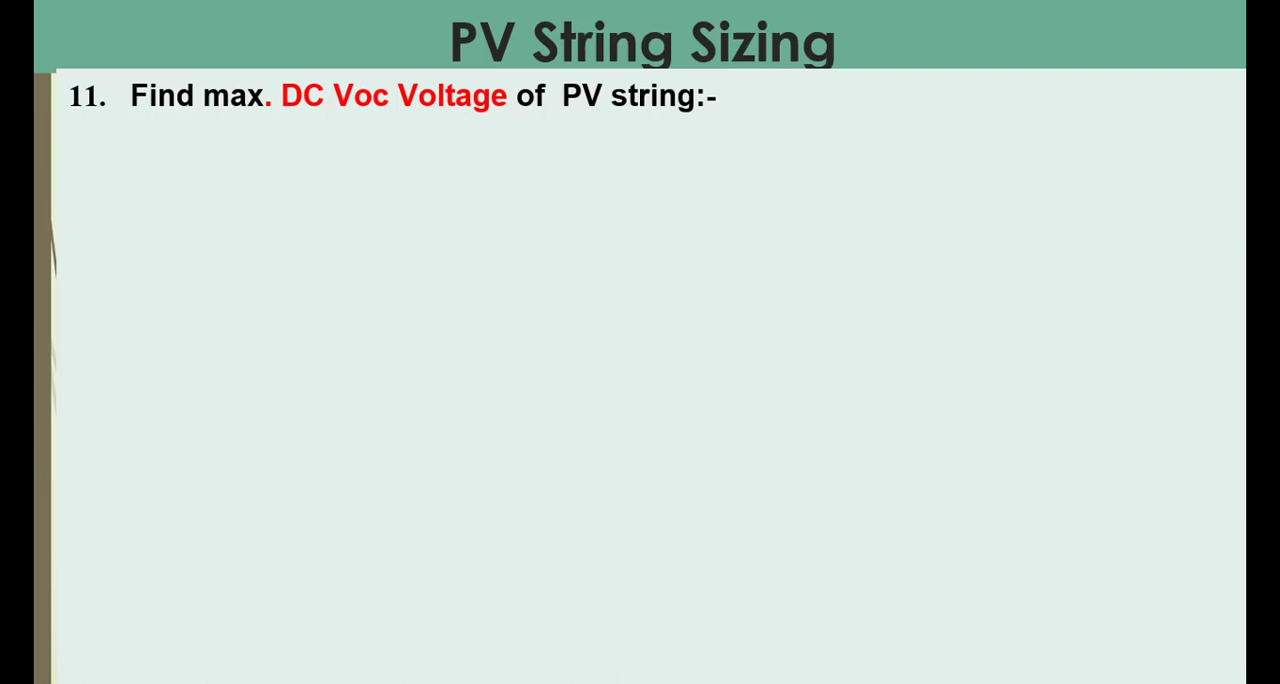 PV String Sizing
11. Find max. DC Voc Voltage of PV string:-